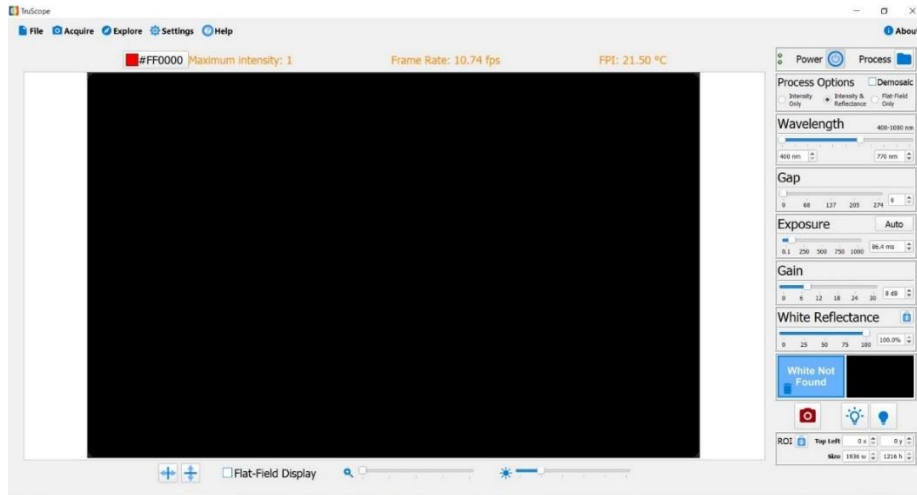 TruScope
File Acquire Explore Settings Help
About
#FF0000 Maximum intensity: 1 Frame Rate: 10.74 fps FPI: 21.50 °C
Power Process
Process Options Demosaic
Intensity Only Intensity & Reflectance Flat-Field Only
Wavelength 400-1000 nm
400 nm 770 nm
Gap
0 68 137 205 274 0
Exposure Auto
0.1 250 500 750 1000 86.4 ms
Gain
0 6 12 18 24 30 8 dB
White Reflectance
0 25 50 75 100 100.0%
White Not
Found
ROI Top Left 0 x 0 y
Size 1936 w 1216 h
Flat-Field Display